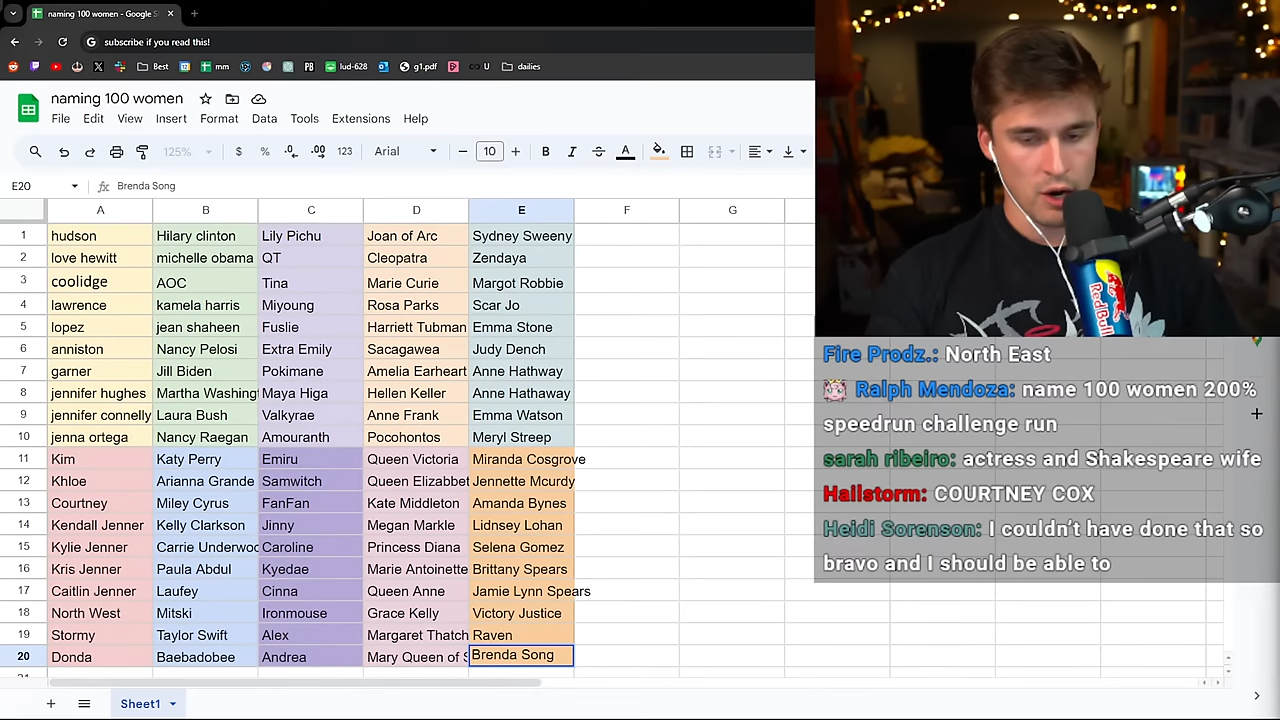 naming 100 women - Google S
subscribe if you read this!
Best
mm
PB
lud-628
g1.pdf
U
dailies
naming 100 women
File Edit View Insert Format Data Tools Extensions Help
125% $ % .0 .00 123 Arial 10 B I A
E20 fx Brenda Song
A B C D E F G
1 hudson Hilary clinton Lily Pichu Joan of Arc Sydney Sweeny
2 love hewitt michelle obama QT Cleopatra Zendaya
3 coolidge AOC Tina Marie Curie Margot Robbie
4 lawrence kamela harris Miyoung Rosa Parks Scar Jo
5 lopez jean shaheen Fuslie Harriett Tubman Emma Stone
6 anniston Nancy Pelosi Extra Emily Sacagawea Judy Dench
7 garner Jill Biden Pokimane Amelia Earheart Anne Hathway
8 jennifer hughes Martha Washing Maya Higa Hellen Keller Anne Hathaway
9 jennifer connelly Laura Bush Valkyrae Anne Frank Emma Watson
10 jenna ortega Nancy Raegan Amouranth Pocohontos Meryl Streep
11 Kim Katy Perry Emiru Queen Victoria Miranda Cosgrove
12 Khloe Arianna Grande Samwitch Queen Elizabbet Jennette Mcurdy
13 Courtney Miley Cyrus FanFan Kate Middleton Amanda Bynes
14 Kendall Jenner Kelly Clarkson Jinny Megan Markle Lidnsey Lohan
15 Kylie Jenner Carrie Underwoo Caroline Princess Diana Selena Gomez
16 Kris Jenner Paula Abdul Kyedae Marie Antoinette Brittany Spears
17 Caitlin Jenner Laufey Cinna Queen Anne Jamie Lynn Spears
18 North West Mitski Ironmouse Grace Kelly Victory Justice
19 Stormy Taylor Swift Alex Margaret Thatch Raven
20 Donda Baebadobee Andrea Mary Queen of S Brenda Song
Sheet1
RedBull
Fire Prodz.: North East
Ralph Mendoza: name 100 women 200%
speedrun challenge run
sarah ribeiro: actress and Shakespeare wife
Hailstorm: COURTNEY COX
Heidi Sorenson: I couldn't have done that so
bravo and I should be able to